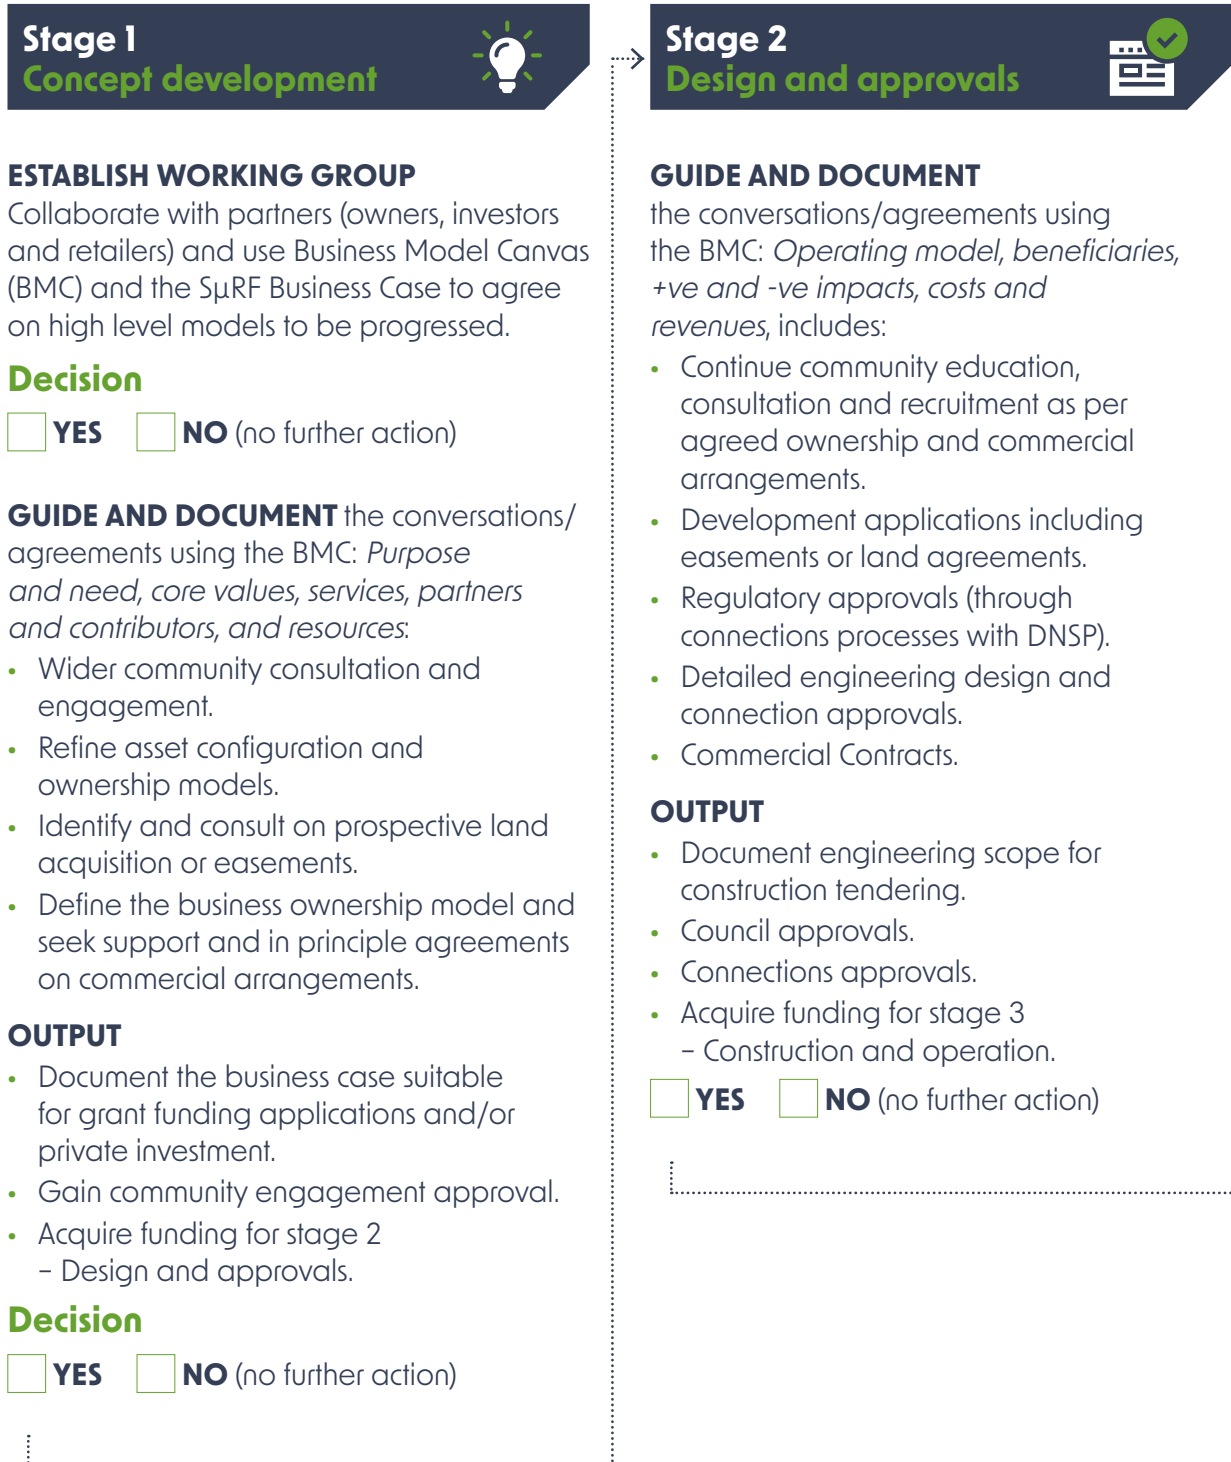 Stage 1
Concept development
ESTABLISH WORKING GROUP
Collaborate with partners (owners, investors
and retailers) and use Business Model Canvas
(BMC) and the SµRF Business Case to agree
on high level models to be progressed.
Decision
YES NO (no further action)
GUIDE AND DOCUMENT the conversations/
agreements using the BMC: Purpose
and need, core values, services, partners
and contributors, and resources:
• Wider community consultation and
engagement.
• Refine asset configuration and
ownership models.
• Identify and consult on prospective land
acquisition or easements.
• Define the business ownership model and
seek support and in principle agreements
on commercial arrangements.
OUTPUT
• Document the business case suitable
for grant funding applications and/or
private investment.
• Gain community engagement approval.
• Acquire funding for stage 2
– Design and approvals.
Decision
YES NO (no further action)
Stage 2
Design and approvals
GUIDE AND DOCUMENT
the conversations/agreements using
the BMC: Operating model, beneficiaries,
+ve and -ve impacts, costs and
revenues, includes:
• Continue community education,
consultation and recruitment as per
agreed ownership and commercial
arrangements.
• Development applications including
easements or land agreements.
• Regulatory approvals (through
connections processes with DNSP).
• Detailed engineering design and
connection approvals.
• Commercial Contracts.
OUTPUT
• Document engineering scope for
construction tendering.
• Council approvals.
• Connections approvals.
• Acquire funding for stage 3
– Construction and operation.
YES NO (no further action)